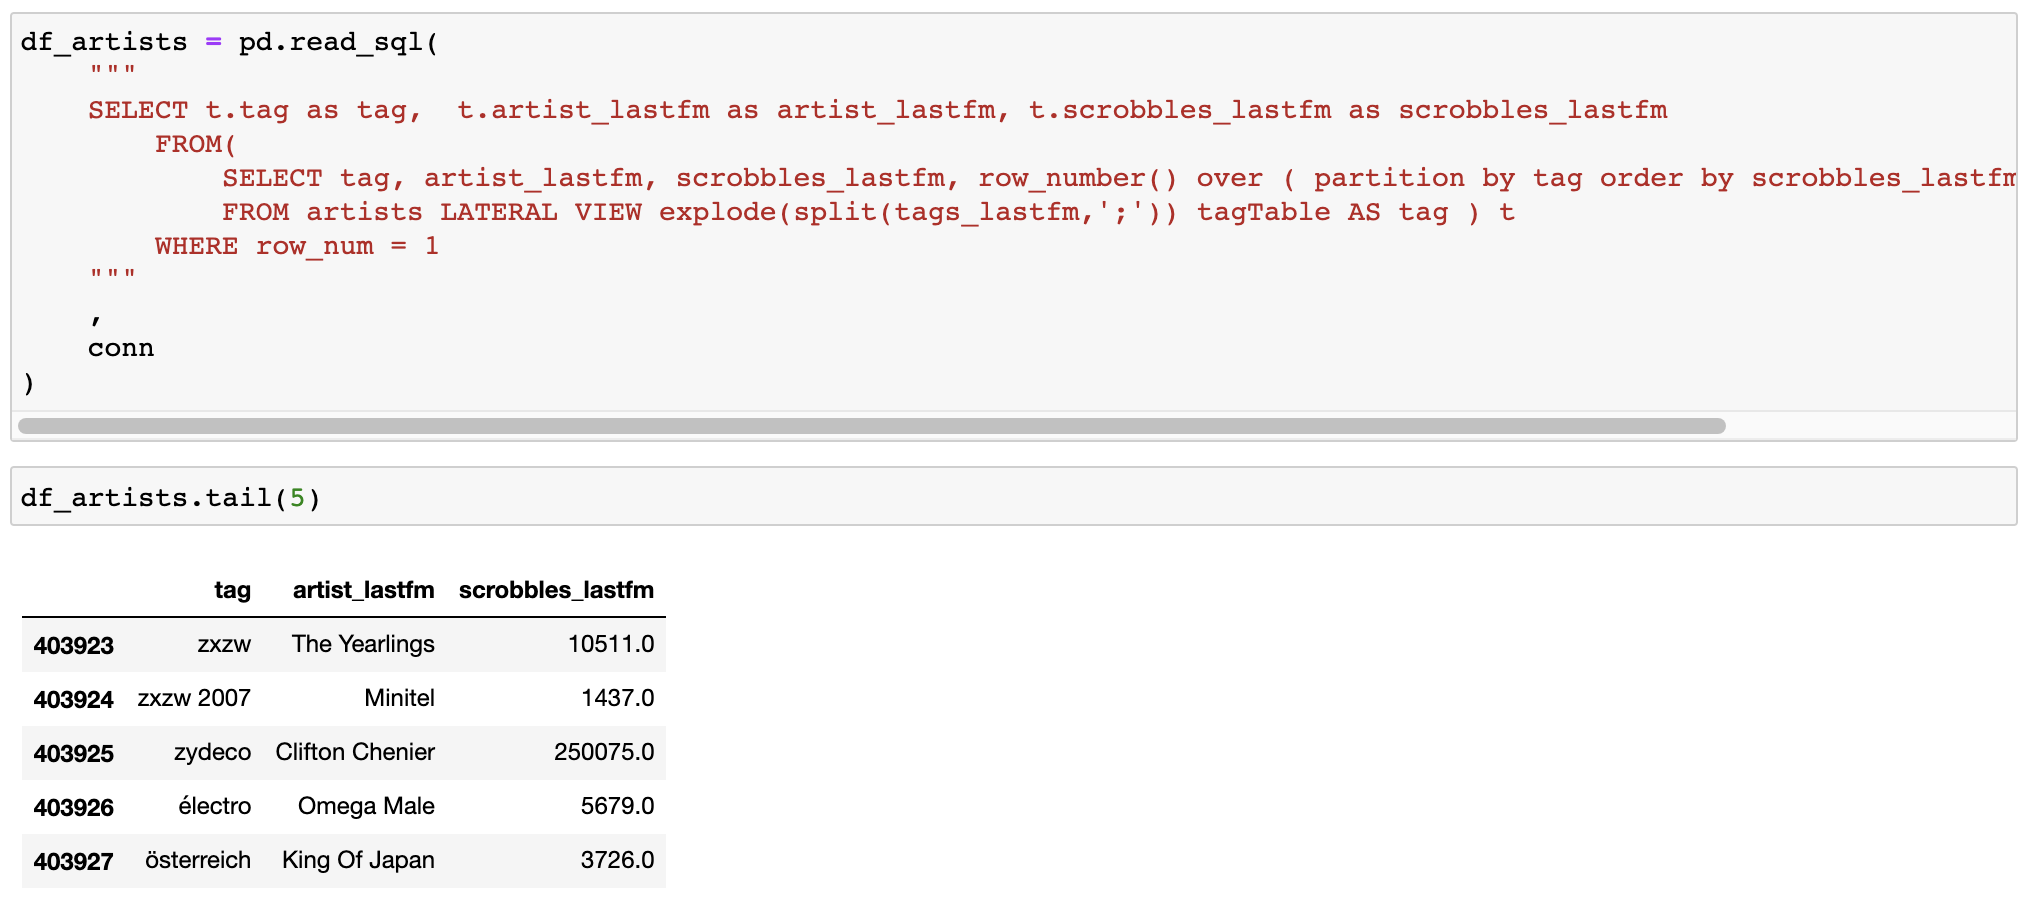 df_artists = pd.read_sql(
"""
SELECT t.tag as tag,  t.artist_lastfm as artist_lastfm, t.scrobbles_lastfm as scrobbles_lastfm
FROM(
SELECT tag, artist_lastfm, scrobbles_lastfm, row_number() over ( partition by tag order by scrobbles_lastfm
FROM artists LATERAL VIEW explode(split(tags_lastfm,';')) tagTable AS tag ) t
WHERE row_num = 1
"""
,
conn
)
df_artists.tail(5)
tag artist_lastfm scrobbles_lastfm
403923 zxzw The Yearlings 10511.0
403924 zxzw 2007 Minitel 1437.0
403925 zydeco Clifton Chenier 250075.0
403926 électro Omega Male 5679.0
403927 österreich King Of Japan 3726.0